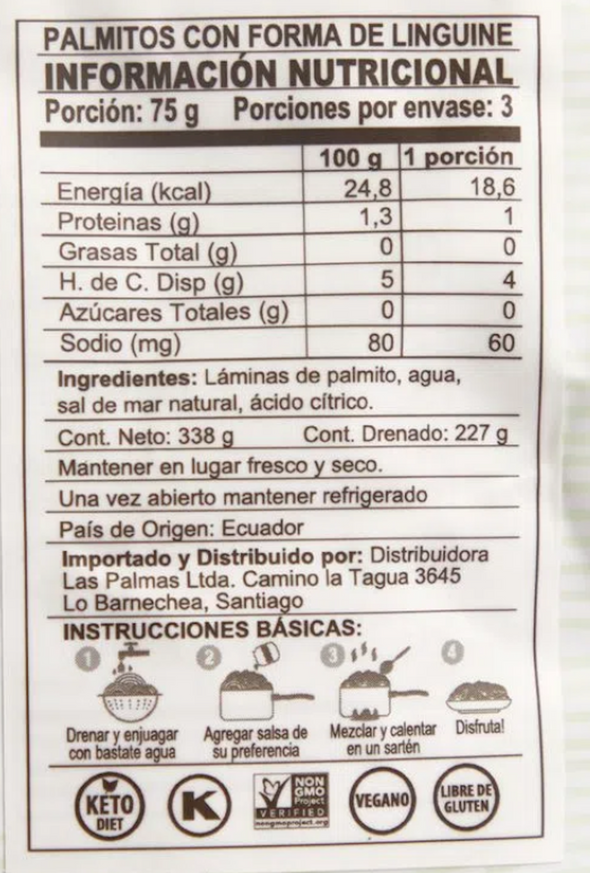 PALMITOS CON FORMA DE LINGUINE
INFORMACIÓN NUTRICIONAL
Porción: 75 g Porciones por envase: 3
100 g 1 porción
Energía (kcal) 24,8 18,6
Proteinas (g) 1,3 1
Grasas Total (g) 0 0
H. de C. Disp (g) 5 4
Azúcares Totales (g) 0 0
Sodio (mg) 80 60
Ingredientes: Láminas de palmito, agua,
sal de mar natural, ácido cítrico.
Cont. Neto: 338 g Cont. Drenado: 227 g
Mantener en lugar fresco y seco.
Una vez abierto mantener refrigerado
País de Origen: Ecuador
Importado y Distribuido por: Distribuidora
Las Palmas Ltda. Camino la Tagua 3645
Lo Barnechea, Santiago
INSTRUCCIONES BÁSICAS:
1 2 3 4
Drenar y enjuagar
con bastate agua
Agregar salsa de
su preferencia
Mezclar y calentar
en un sartén
Disfruta!
KETO
DIET
K
NON
GMO
Project
VERIFIED
nongmoproject.org
VEGANO
LIBRE DE
GLUTEN